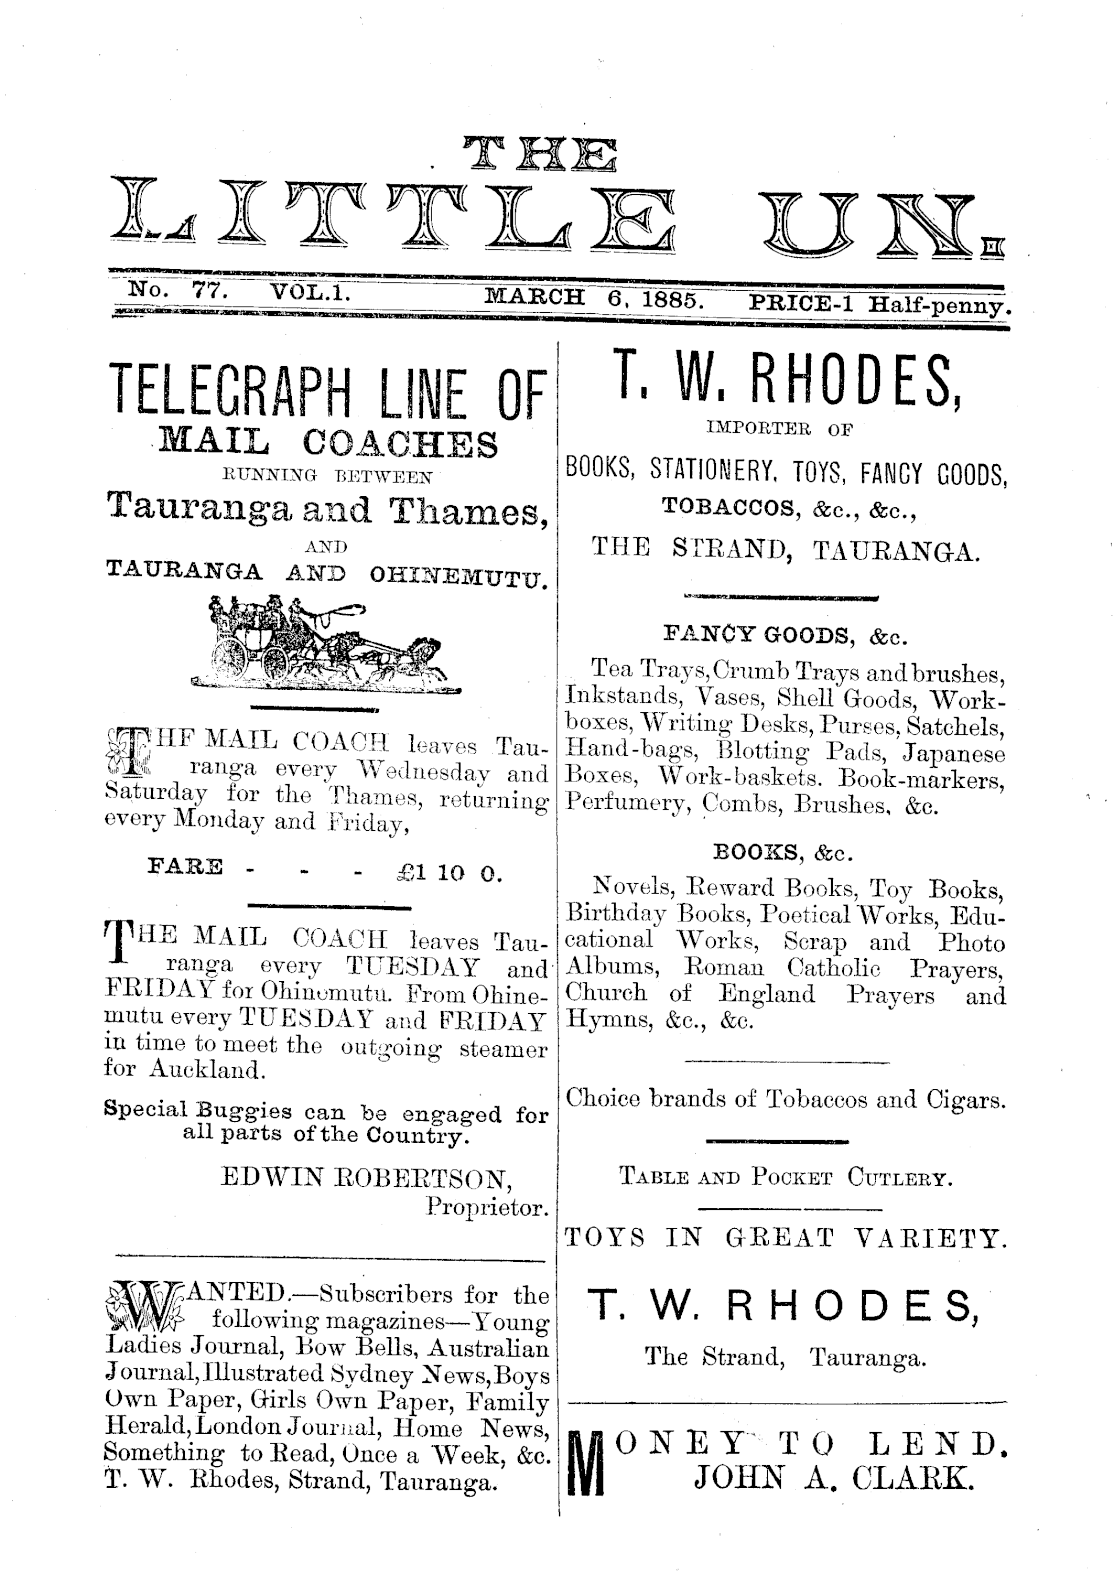 THE
LITTLE UN.
No. 77. VOL.1. MARCH 6, 1885. PRICE-1 Half-penny.
TELEGRAPH LINE OF
MAIL COACHES
RUNNING BETWEEN
Tauranga and Thames,
AND
TAURANGA AND OHINEMUTU.
THE MAIL COACH leaves Tau-
ranga every Wednesday and
Saturday for the Thames, returning
every Monday and Friday,
FARE - - - £1 10 0.
THE MAIL COACH leaves Tau-
ranga every TUESDAY and
FRIDAY for Ohinemutu. From Ohine-
mutu every TUESDAY and FRIDAY
in time to meet the outgoing steamer
for Auckland.
Special Buggies can be engaged for
all parts of the Country.
EDWIN ROBERTSON,
Proprietor.
WANTED.—Subscribers for the
following magazines—Young
Ladies Journal, Bow Bells, Australian
Journal, Illustrated Sydney News, Boys
Own Paper, Girls Own Paper, Family
Herald, London Journal, Home News,
Something to Read, Once a Week, &c.
T. W. Rhodes, Strand, Tauranga.
T. W. RHODES,
IMPORTER OF
BOOKS, STATIONERY, TOYS, FANCY GOODS,
TOBACCOS, &c., &c.,
THE STRAND, TAURANGA.
FANCY GOODS, &c.
Tea Trays, Crumb Trays and brushes,
Inkstands, Vases, Shell Goods, Work-
boxes, Writing Desks, Purses, Satchels,
Hand-bags, Blotting Pads, Japanese
Boxes, Work-baskets. Book-markers,
Perfumery, Combs, Brushes, &c.
BOOKS, &c.
Novels, Reward Books, Toy Books,
Birthday Books, Poetical Works, Edu-
cational Works, Scrap and Photo
Albums, Roman Catholic Prayers,
Church of England Prayers and
Hymns, &c., &c.
Choice brands of Tobaccos and Cigars.
TABLE AND POCKET CUTLERY.
TOYS IN GREAT VARIETY.
T. W. RHODES,
The Strand, Tauranga.
MONEY TO LEND.
JOHN A. CLARK.